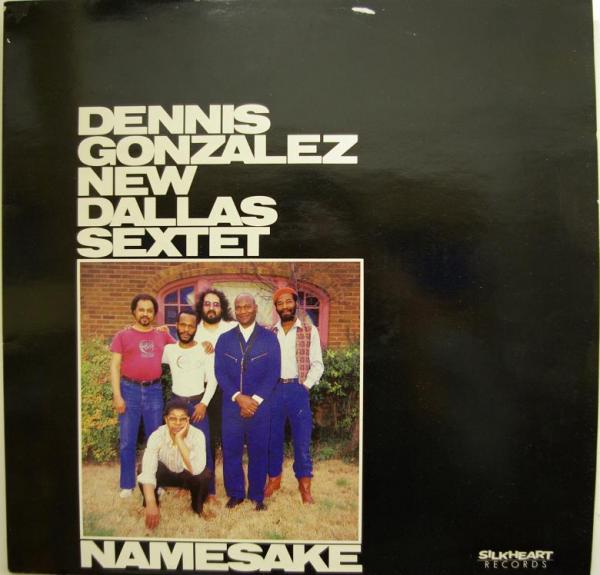 DENNIS
GONZALEZ
NEW
DALLAS
SEXTET
NAMESAKE
SILKHEART
RECORDS